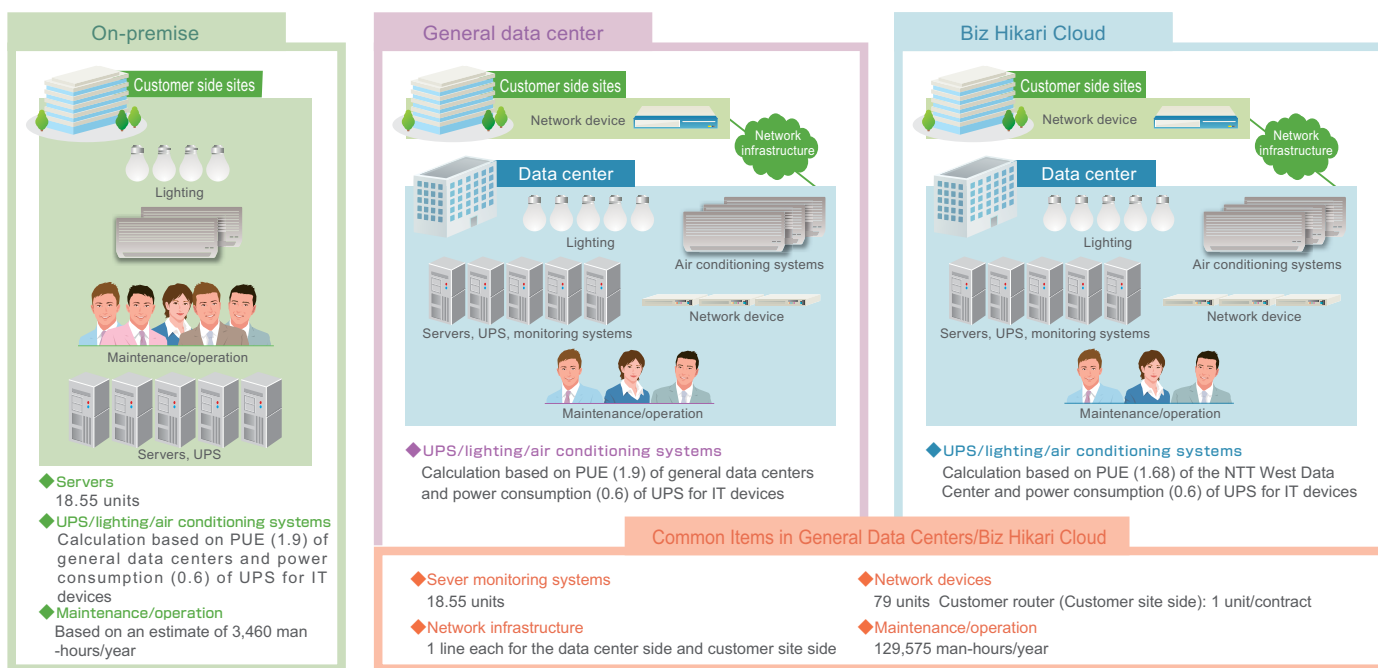 On-premise
Customer side sites
Lighting
Maintenance/operation
Servers, UPS
◆Servers
18.55 units
◆UPS/lighting/air conditioning systems
Calculation based on PUE (1.9) of
general data centers and power
consumption (0.6) of UPS for IT
devices
◆Maintenance/operation
Based on an estimate of 3,460 man
-hours/year
General data center
Customer side sites
Network device
Network
infrastructure
Data center
Lighting
Air conditioning systems
Servers, UPS, monitoring systems
Network device
Maintenance/operation
◆UPS/lighting/air conditioning systems
Calculation based on PUE (1.9) of general data centers
and power consumption (0.6) of UPS for IT devices
Biz Hikari Cloud
Customer side sites
Network device
Network
infrastructure
Data center
Lighting
Air conditioning systems
Servers, UPS, monitoring systems
Network device
Maintenance/operation
◆UPS/lighting/air conditioning systems
Calculation based on PUE (1.68) of the NTT West Data
Center and power consumption (0.6) of UPS for IT devices
Common Items in General Data Centers/Biz Hikari Cloud
◆Sever monitoring systems
18.55 units
◆Network infrastructure
1 line each for the data center side and customer site side
◆Network devices
79 units Customer router (Customer site side): 1 unit/contract
◆Maintenance/operation
129,575 man-hours/year